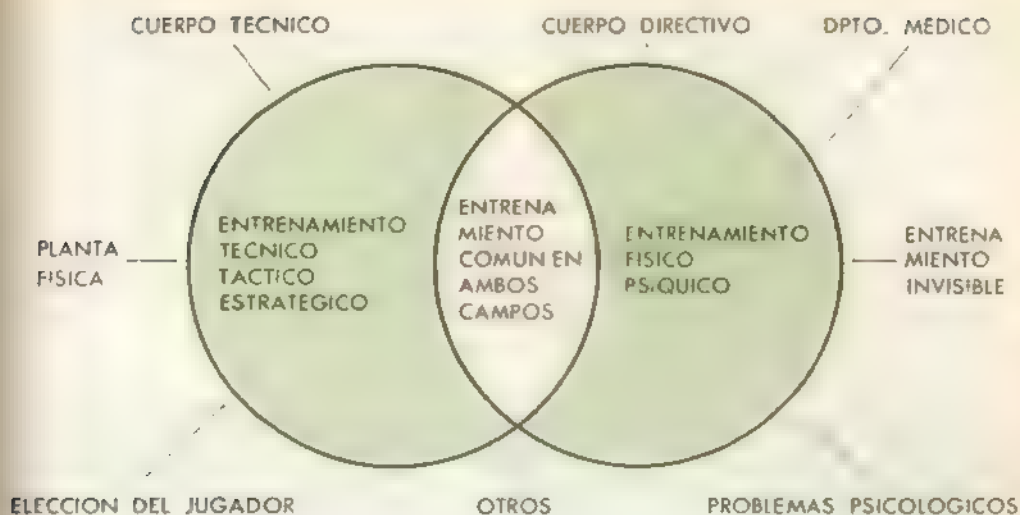 CUERPO TECNICO
CUERPO DIRECTIVO
DPTO. MEDICO
PLANTA
FISICA
ENTRENAMIENTO
TECNICO
TACTICO
ESTRATEGICO
ENTRENA
MIENTO
COMUN EN
AMBOS
CAMPOS
ENTRENAMIENTO
FISICO
PSIQUICO
ENTRENA
MIENTO
INVISIBLE
ELECCION DEL JUGADOR
OTROS
PROBLEMAS PSICOLOGICOS